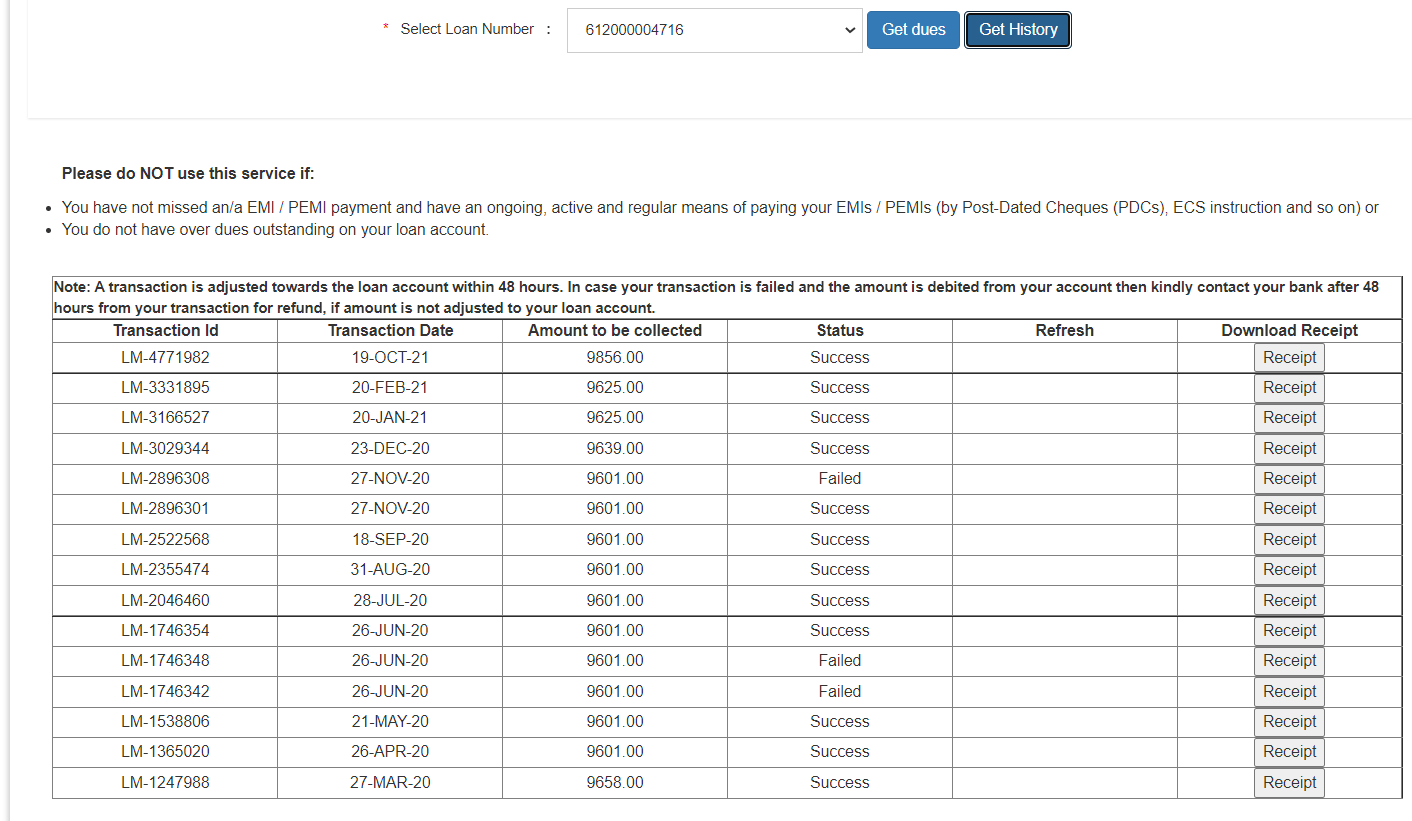 * Select Loan Number : 612000004716 Get dues Get History
Please do NOT use this service if:
• You have not missed an/a EMI / PEMI payment and have an ongoing, active and regular means of paying your EMIs / PEMIs (by Post-Dated Cheques (PDCs), ECS instruction and so on) or
• You do not have over dues outstanding on your loan account.
Note: A transaction is adjusted towards the loan account within 48 hours. In case your transaction is failed and the amount is debited from your account then kindly contact your bank after 48
hours from your transaction for refund, if amount is not adjusted to your loan account.
Transaction Id Transaction Date Amount to be collected Status Refresh Download Receipt
LM-4771982 19-OCT-21 9856.00 Success Receipt
LM-3331895 20-FEB-21 9625.00 Success Receipt
LM-3166527 20-JAN-21 9625.00 Success Receipt
LM-3029344 23-DEC-20 9639.00 Success Receipt
LM-2896308 27-NOV-20 9601.00 Failed Receipt
LM-2896301 27-NOV-20 9601.00 Success Receipt
LM-2522568 18-SEP-20 9601.00 Success Receipt
LM-2355474 31-AUG-20 9601.00 Success Receipt
LM-2046460 28-JUL-20 9601.00 Success Receipt
LM-1746354 26-JUN-20 9601.00 Success Receipt
LM-1746348 26-JUN-20 9601.00 Failed Receipt
LM-1746342 26-JUN-20 9601.00 Failed Receipt
LM-1538806 21-MAY-20 9601.00 Success Receipt
LM-1365020 26-APR-20 9601.00 Success Receipt
LM-1247988 27-MAR-20 9658.00 Success Receipt